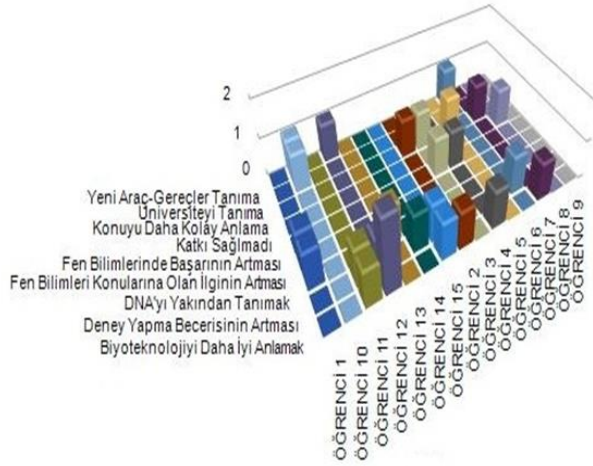 2
1
0
Yeni Araç-Gereçler Tanıma
Üniversiteyi Tanıma
Konuyu Daha Kolay Anlama
Katkı Sağlmadı
Fen Bilimlerinde Başarının Artması
Fen Bilimleri Konularına Olan İlginin Artması
DNA'yı Yakından Tanımak
Deney Yapma Becerisinin Artması
Biyoteknolojiyi Daha İyi Anlamak
ÖĞRENCİ 1
ÖĞRENCİ 10
ÖĞRENCİ 11
ÖĞRENCİ 12
ÖĞRENCİ 13
ÖĞRENCİ 14
ÖĞRENCİ 15
ÖĞRENCİ 2
ÖĞRENCİ 3
ÖĞRENCİ 4
ÖĞRENCİ 5
ÖĞRENCİ 6
ÖĞRENCİ 7
ÖĞRENCİ 8
ÖĞRENCİ 9